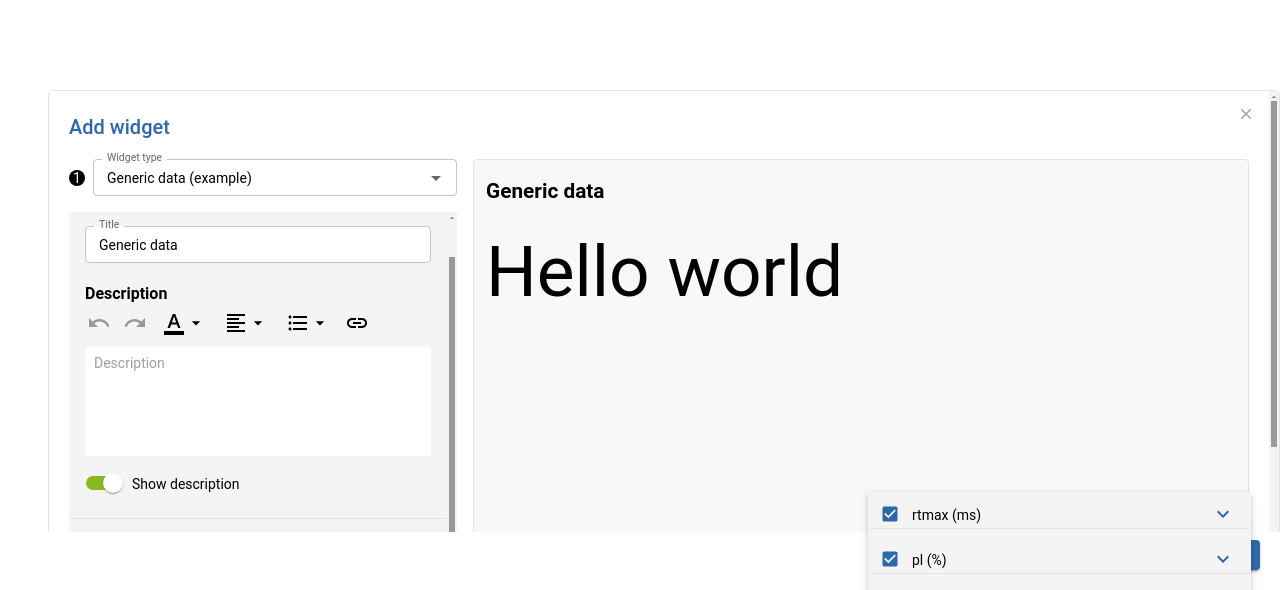 Add widget
Widget type
1
Generic data (example)
Title
Generic data
Description
A
Description
Show description
Generic data
Hello world
rtmax (ms)
pl (%)